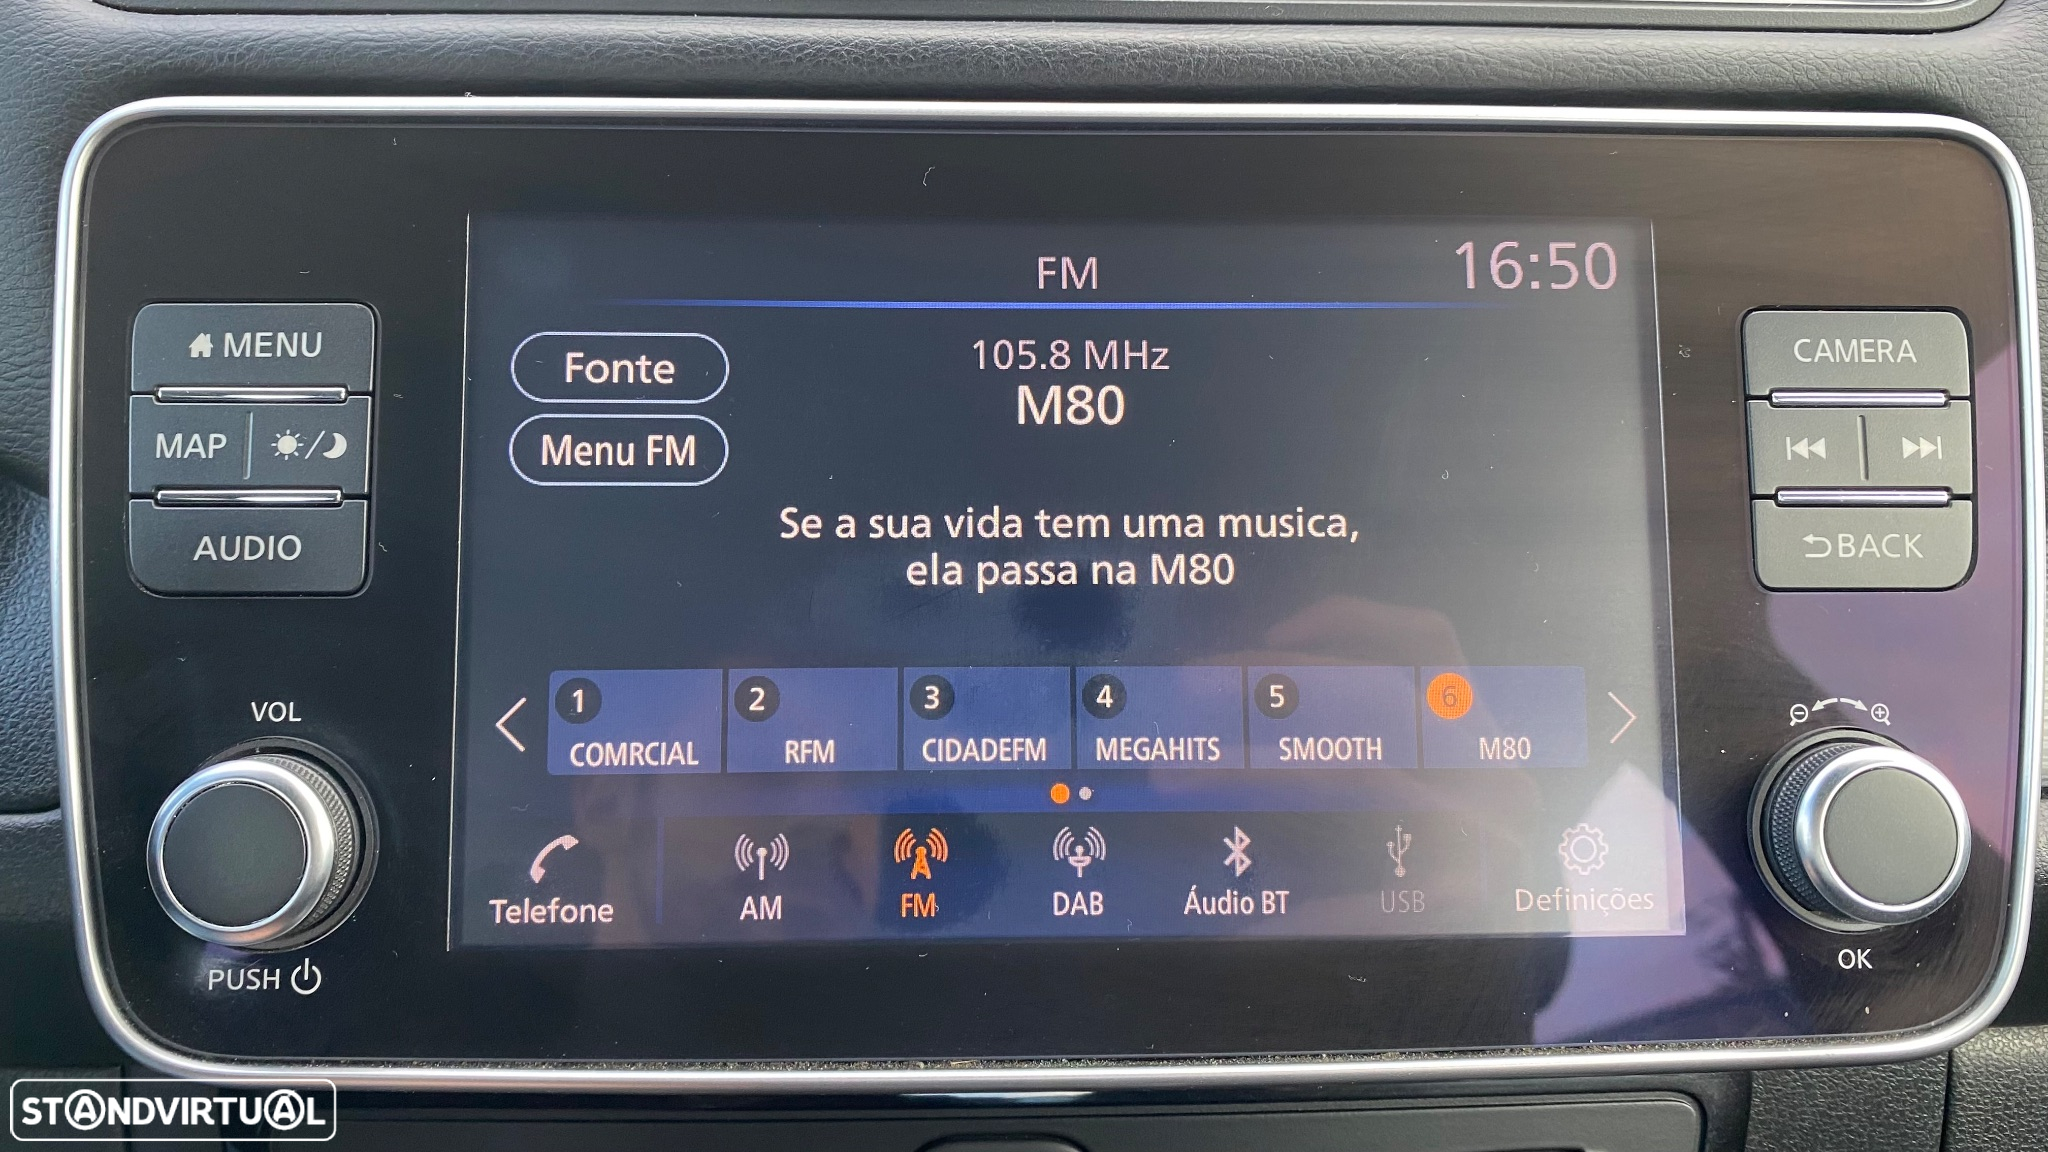 FM
16:50
MENU
MAP
AUDIO
Fonte
Menu FM
105.8 MHz
M80
Se a sua vida tem uma musica,
ela passa na M80
CAMERA
BACK
1
COMRCIAL
2
RFM
3
CIDADEFM
4
MEGAHITS
5
SMOOTH
6
M80
VOL
PUSH
Telefone
AM
FM
DAB
Áudio BT
USB
Definições
OK
STANDVIRTUAL